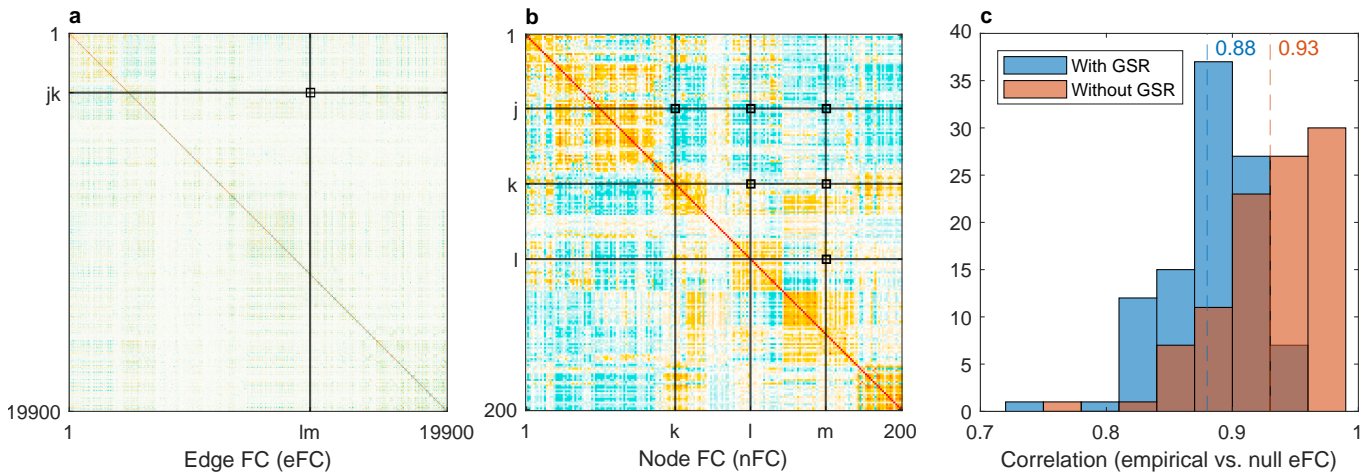 a
1
jk
19900
1
lm
19900
Edge FC (eFC)
b
1
j
k
l
200
1
k
l
m
200
Node FC (nFC)
c
40
35
30
25
20
15
10
5
0
0.88
0.93
With GSR
Without GSR
0.7
0.8
0.9
1
Correlation (empirical vs. null eFC)